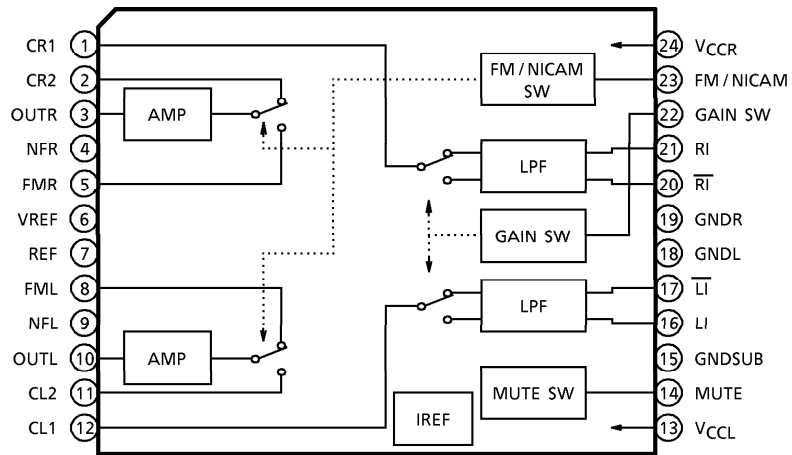 CR1 1
CR2 2
OUTR 3
NFR 4
FMR 5
VREF 6
REF 7
FML 8
NFL 9
OUTL 10
CL2 11
CL1 12
AMP
AMP
FM / NICAM
SW
LPF
GAIN SW
LPF
MUTE SW
IREF
24 VCCR
23 FM / NICAM
22 GAIN SW
21 RI
20 R̅I̅
19 GNDR
18 GNDL
17 L̅I̅
16 LI
15 GNDSUB
14 MUTE
13 VCCL